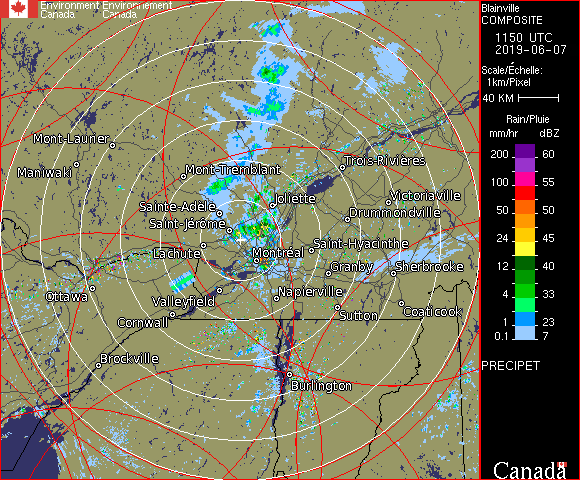 Environment Environnement
Canada Canada
Blainville
COMPOSITE
1150 UTC
2019-06-07
Scale/Échelle:
1km/Pixel
40 KM
Rain/Pluie
mm/hr dBZ
200 60
100 55
50 50
24 45
12 40
4 33
1 23
0.1 7
PRECIPET
Mont-Laurier
Maniwaki
Mont-Tremblant
Trois-Rivières
Sainte-Adèle
Joliette
Victoriaville
Drummondville
Saint-Jérôme
Saint-Hyacinthe
Lachute
Montréal
Granby
Sherbrooke
Ottawa
Valleyfield
Napierville
Cornwall
Sutton
Coaticook
Brockville
Burlington
Canada